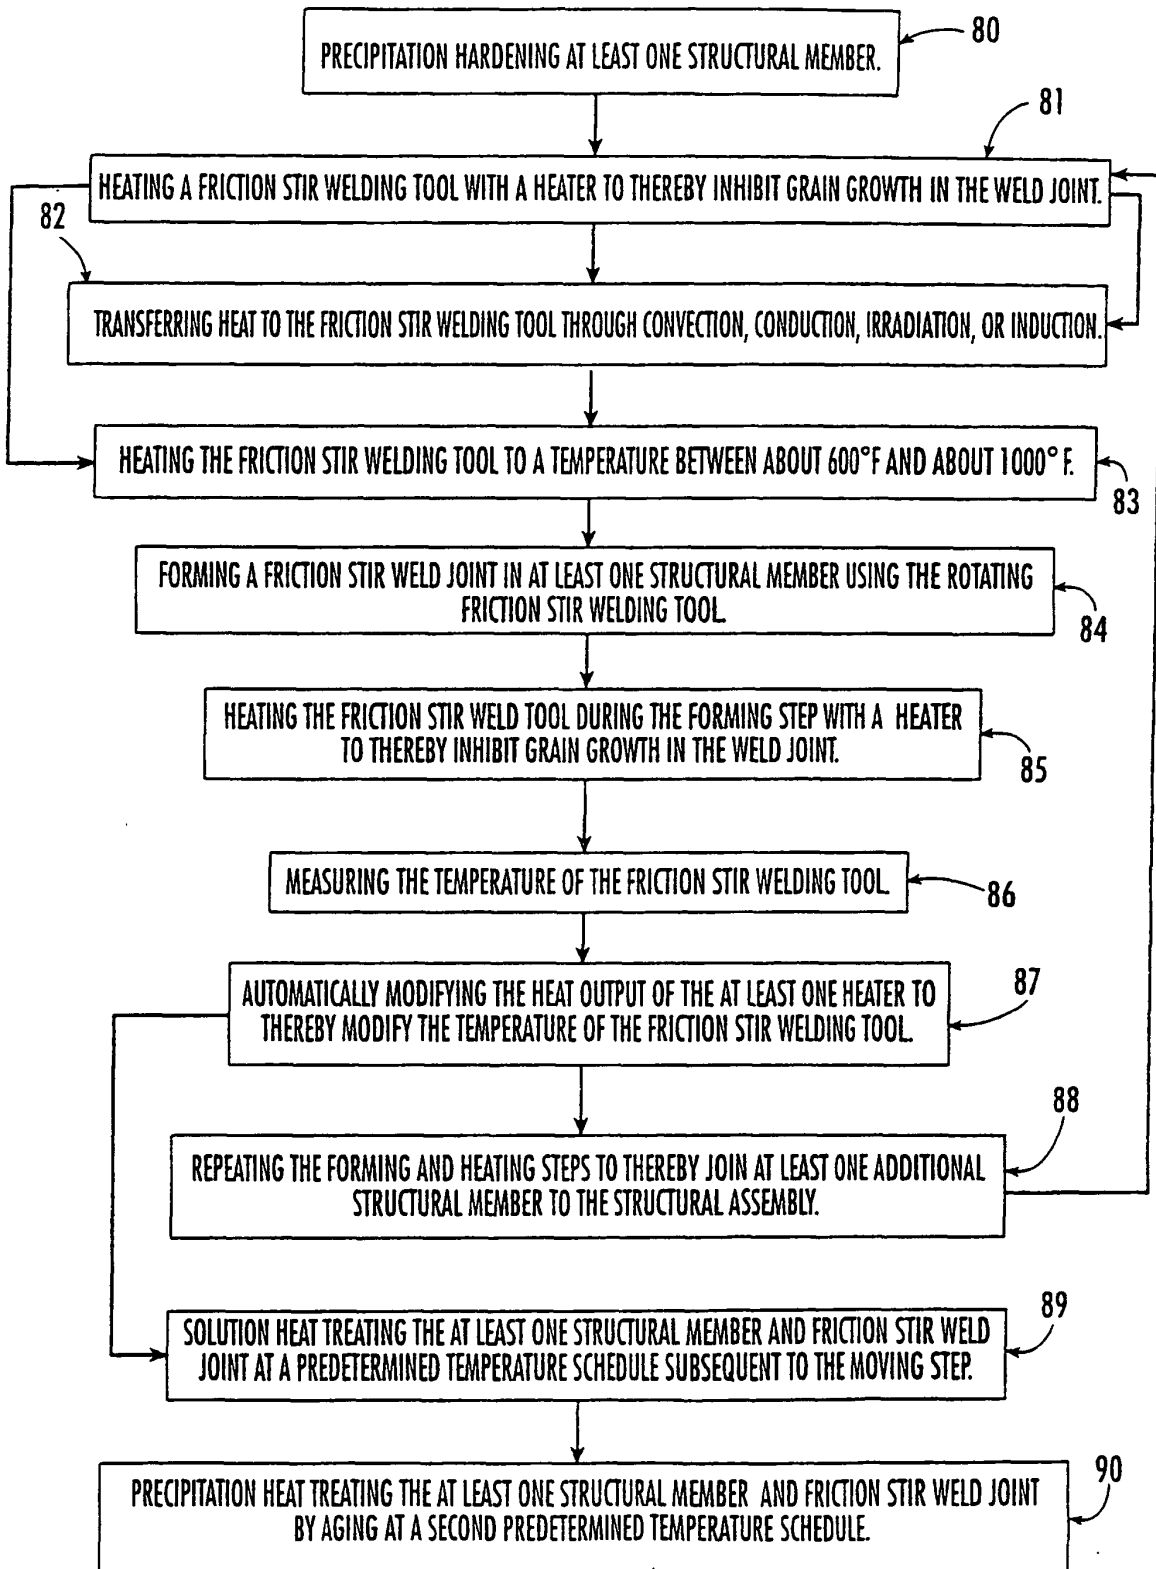 PRECIPITATION HARDENING AT LEAST ONE STRUCTURAL MEMBER.
80
81
HEATING A FRICTION STIR WELDING TOOL WITH A HEATER TO THEREBY INHIBIT GRAIN GROWTH IN THE WELD JOINT.
82
TRANSFERRING HEAT TO THE FRICTION STIR WELDING TOOL THROUGH CONVECTION, CONDUCTION, IRRADIATION, OR INDUCTION.
HEATING THE FRICTION STIR WELDING TOOL TO A TEMPERATURE BETWEEN ABOUT 600°F AND ABOUT 1000° F.
83
FORMING A FRICTION STIR WELD JOINT IN AT LEAST ONE STRUCTURAL MEMBER USING THE ROTATING
FRICTION STIR WELDING TOOL.
84
HEATING THE FRICTION STIR WELD TOOL DURING THE FORMING STEP WITH A HEATER
TO THEREBY INHIBIT GRAIN GROWTH IN THE WELD JOINT.
85
MEASURING THE TEMPERATURE OF THE FRICTION STIR WELDING TOOL.
86
AUTOMATICALLY MODIFYING THE HEAT OUTPUT OF THE AT LEAST ONE HEATER TO
THEREBY MODIFY THE TEMPERATURE OF THE FRICTION STIR WELDING TOOL.
87
88
REPEATING THE FORMING AND HEATING STEPS TO THEREBY JOIN AT LEAST ONE ADDITIONAL
STRUCTURAL MEMBER TO THE STRUCTURAL ASSEMBLY.
89
SOLUTION HEAT TREATING THE AT LEAST ONE STRUCTURAL MEMBER AND FRICTION STIR WELD
JOINT AT A PREDETERMINED TEMPERATURE SCHEDULE SUBSEQUENT TO THE MOVING STEP.
90
PRECIPITATION HEAT TREATING THE AT LEAST ONE STRUCTURAL MEMBER AND FRICTION STIR WELD JOINT
BY AGING AT A SECOND PREDETERMINED TEMPERATURE SCHEDULE.